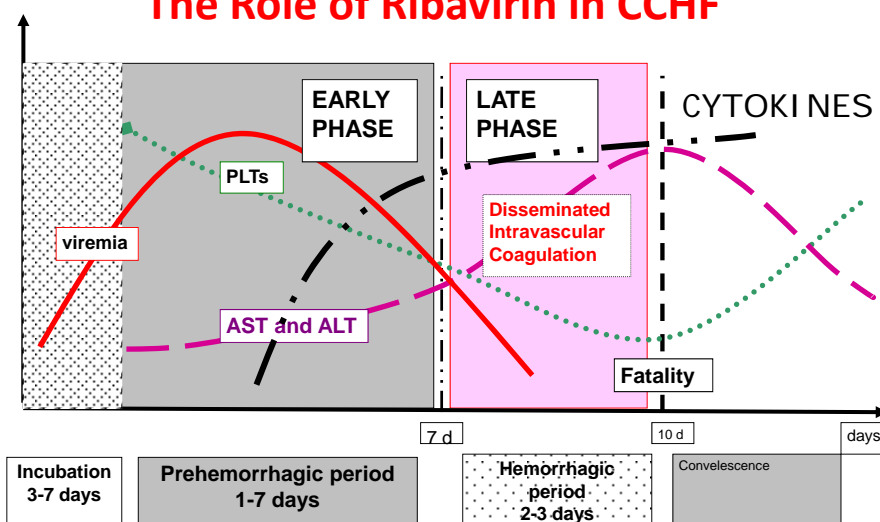 The Role of Ribavirin in CCHF
EARLY
PHASE
LATE
PHASE
CYTOKINES
PLTs
viremia
Disseminated
Intravascular
Coagulation
AST and ALT
Fatality
7 d
10 d
days
Incubation
3-7 days
Prehemorrhagic period
1-7 days
Hemorrhagic
period
2-3 days
Convelescence